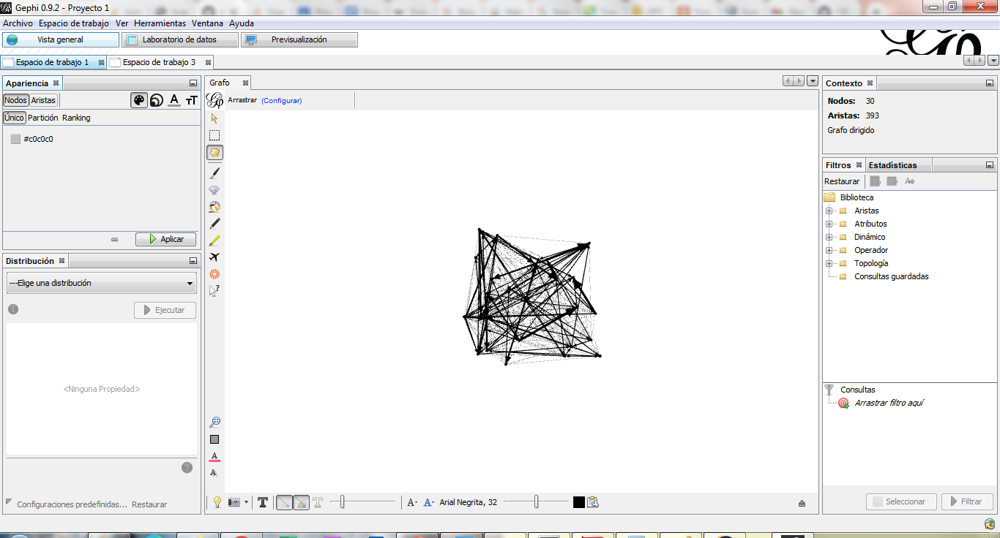 Gephi 0.9.2 - Proyecto 1
Archivo Espacio de trabajo Ver Herramientas Ventana Ayuda
Vista general Laboratorio de datos Previsualización
Espacio de trabajo 1 Espacio de trabajo 3
Apariencia
Nodos Aristas
Único Partición Ranking
#c0c0c0
Aplicar
Distribución
---Elige una distribución
Ejecutar
<Ninguna Propiedad>
Configuraciones predefinidas... Restaurar
Grafo
Arrastrar (Configurar)
Arial Negrita, 32
Contexto
Nodos: 30
Aristas: 393
Grafo dirigido
Filtros Estadísticas
Restaurar
Biblioteca
Aristas
Atributos
Dinámico
Operador
Topología
Consultas guardadas
Consultas
Arrastrar filtro aquí
Seleccionar Filtrar